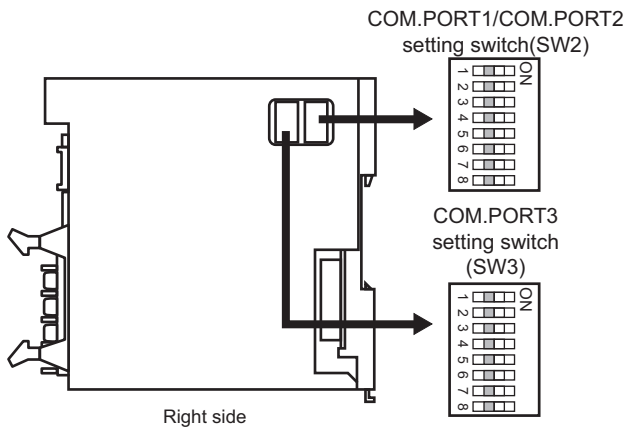 COM.PORT1/COM.PORT2
setting switch(SW2)
ON
1
2
3
4
5
6
7
8
COM.PORT3
setting switch
(SW3)
ON
1
2
3
4
5
6
7
8
Right side